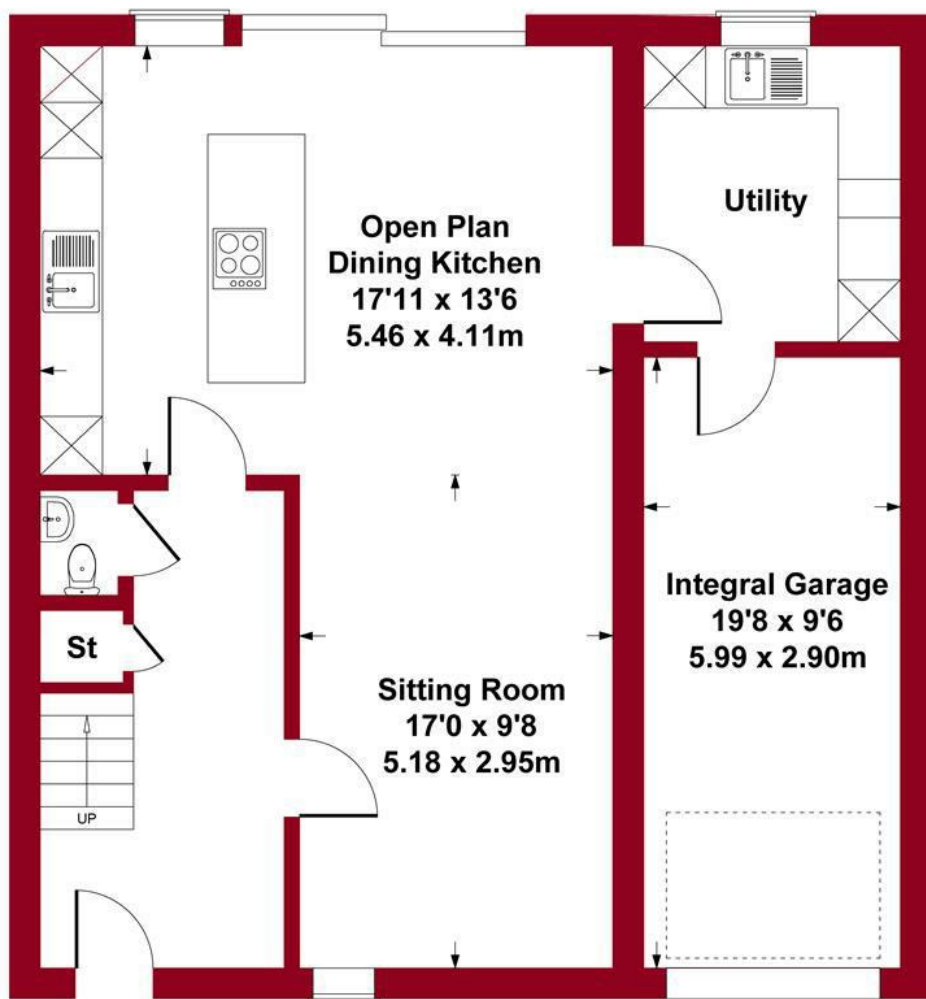 Open Plan
Dining Kitchen
17'11 x 13'6
5.46 x 4.11m
Utility
Integral Garage
19'8 x 9'6
5.99 x 2.90m
St
Sitting Room
17'0 x 9'8
5.18 x 2.95m
UP